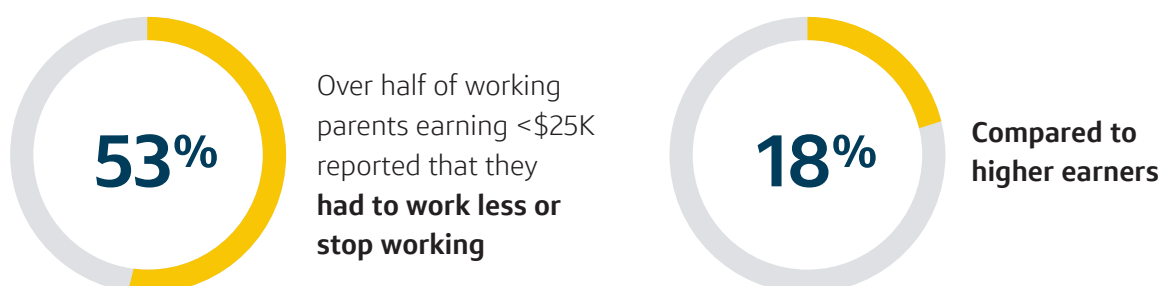 53%
Over half of working
parents earning <$25K
reported that they
had to work less or
stop working
18%
Compared to
higher earners